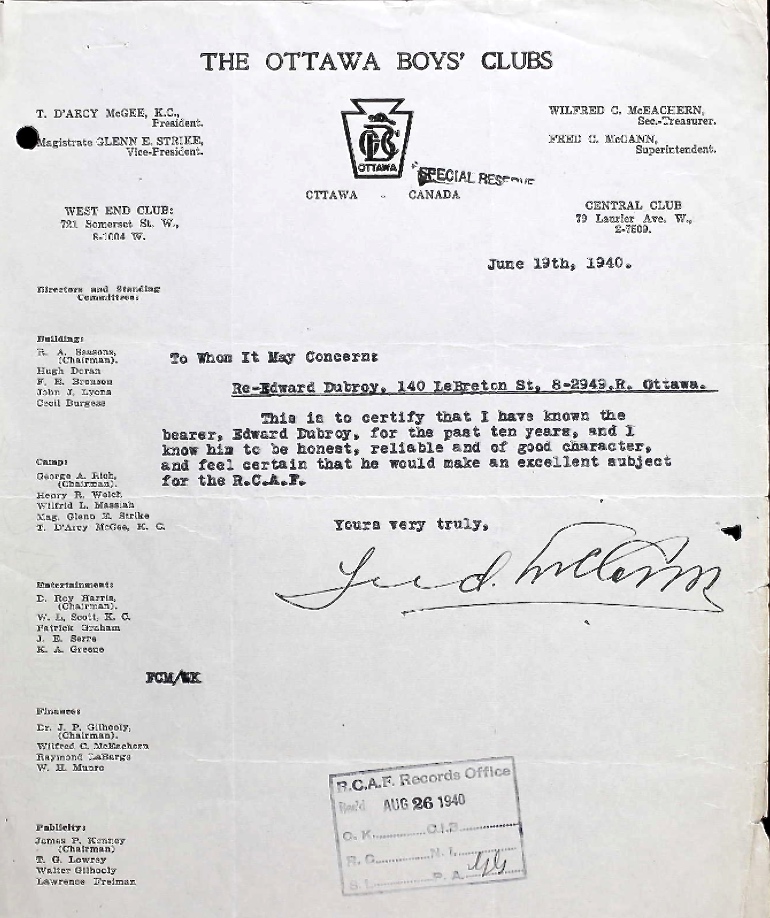 THE OTTAWA BOYS' CLUBS
T. D'ARCY McGEE, K.C.,
President.
Magistrate GLENN E. STRIKE,
Vice-President.
OBC
OTTAWA
WILFRED C. McEACHERN,
Sec.-Treasurer.
FRED C. McCANN,
Superintendent.
SPECIAL RESERVE
OTTAWA - CANADA
WEST END CLUB:
721 Somerset St. W.,
8-1004 W.
CENTRAL CLUB
79 Laurier Ave. W.,
2-7509.
June 19th, 1940.
Directors and Standing
Committees:
Building:
R. A. Sessons,
(Chairman).
Hugh Doran
F. E. Bronson
John J. Lyons
Cecil Burgess
To Whom It May Concern:
Re-Edward Dubroy, 140 LeBreton St, 8-2949.R. Ottawa.
This is to certify that I have known the
bearer, Edward Dubroy, for the past ten years, and I
know him to be honest, reliable and of good character,
and feel certain that he would make an excellent subject
for the R.C.A.F.
Camp:
George A. Rich,
(Chairman).
Henry R. Welch
Wilfrid L. Massiah
Mag. Glenn E. Strike
T. D'Arcy McGee, K. C.
Yours very truly,
Fred. McCann
Entertainment:
D. Roy Harris,
(Chairman).
W. L. Scott, K. C.
Patrick Graham
J. E. Serre
K. A. Greene
FCM/WK
Finance:
Dr. J. P. Gilhooly,
(Chairman).
Wilfred C. McEachern
Raymond LaBarge
W. H. Munro
R.C.A.F. Records Office
Rec'd AUG 26 1940
O. K. C.I.B.
R. C. N. I.
S. L. P. A.
Publicity:
James P. Kenney
(Chairman)
T. G. Lowrey
Walter Gilhooly
Lawrence Freiman